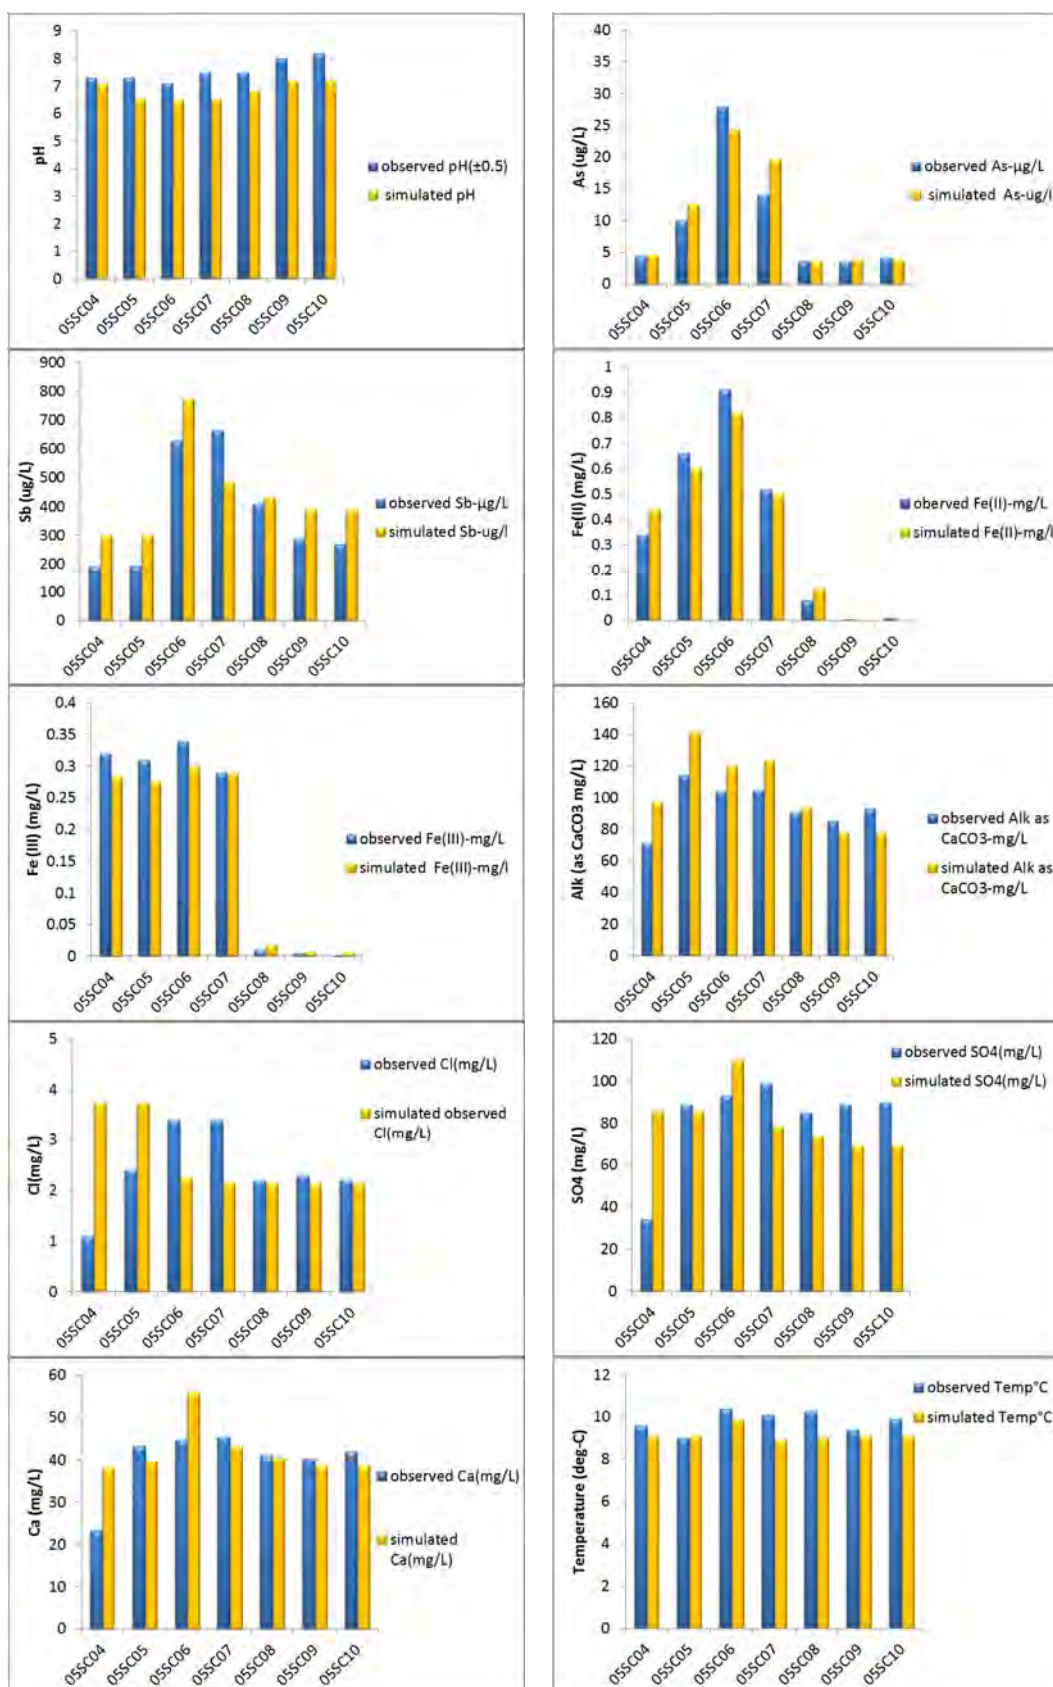 9
8
7
6
5
4
3
2
1
0
pH
observed pH(±0.5)
simulated pH
05SC04
05SC05
05SC06
05SC07
05SC08
05SC09
05SC10
40
35
30
25
20
15
10
5
0
As (ug/L)
observed As-µg/L
simulated As-ug/l
05SC04
05SC05
05SC06
05SC07
05SC08
05SC09
05SC10
900
800
700
600
500
400
300
200
100
0
Sb (ug/L)
observed Sb-µg/L
simulated Sb-ug/l
05SC04
05SC05
05SC06
05SC07
05SC08
05SC09
05SC10
1
0.9
0.8
0.7
0.6
0.5
0.4
0.3
0.2
0.1
0
Fe(II) (mg/L)
oberved Fe(II)-mg/L
simulated Fe(II)-mg/l
05SC04
05SC05
05SC06
05SC07
05SC08
05SC09
05SC10
0.4
0.35
0.3
0.25
0.2
0.15
0.1
0.05
0
Fe (III) (mg/L)
observed Fe(III)-mg/L
simulated Fe(III)-mg/l
05SC04
05SC05
05SC06
05SC07
05SC08
05SC09
05SC10
160
140
120
100
80
60
40
20
0
Alk (as CaCO3 mg/L)
observed Alk as
CaCO3-mg/L
simulated Alk as
CaCO3-mg/L
05SC04
05SC05
05SC06
05SC07
05SC08
05SC09
05SC10
5
4
3
2
1
0
Cl(mg/L)
observed Cl(mg/L)
simulated observed
Cl(mg/L)
05SC04
05SC05
05SC06
05SC07
05SC08
05SC09
05SC10
120
100
80
60
40
20
0
SO4 (mg/L)
observed SO4(mg/L)
simulated SO4(mg/L)
05SC04
05SC05
05SC06
05SC07
05SC08
05SC09
05SC10
60
50
40
30
20
10
0
Ca (mg/L)
observed Ca(mg/L)
simulated
Ca(mg/L)
05SC04
05SC05
05SC06
05SC07
05SC08
05SC09
05SC10
12
10
8
6
4
2
0
Temperature (deg-C)
observed Temp°C
simulated Temp°C
05SC04
05SC05
05SC06
05SC07
05SC08
05SC09
05SC10